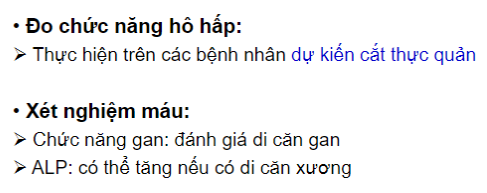 • Đo chức năng hô hấp:
➢ Thực hiện trên các bệnh nhân dự kiến cắt thực quản
• Xét nghiệm máu:
➢ Chức năng gan: đánh giá di căn gan
➢ ALP: có thể tăng nếu có di căn xương